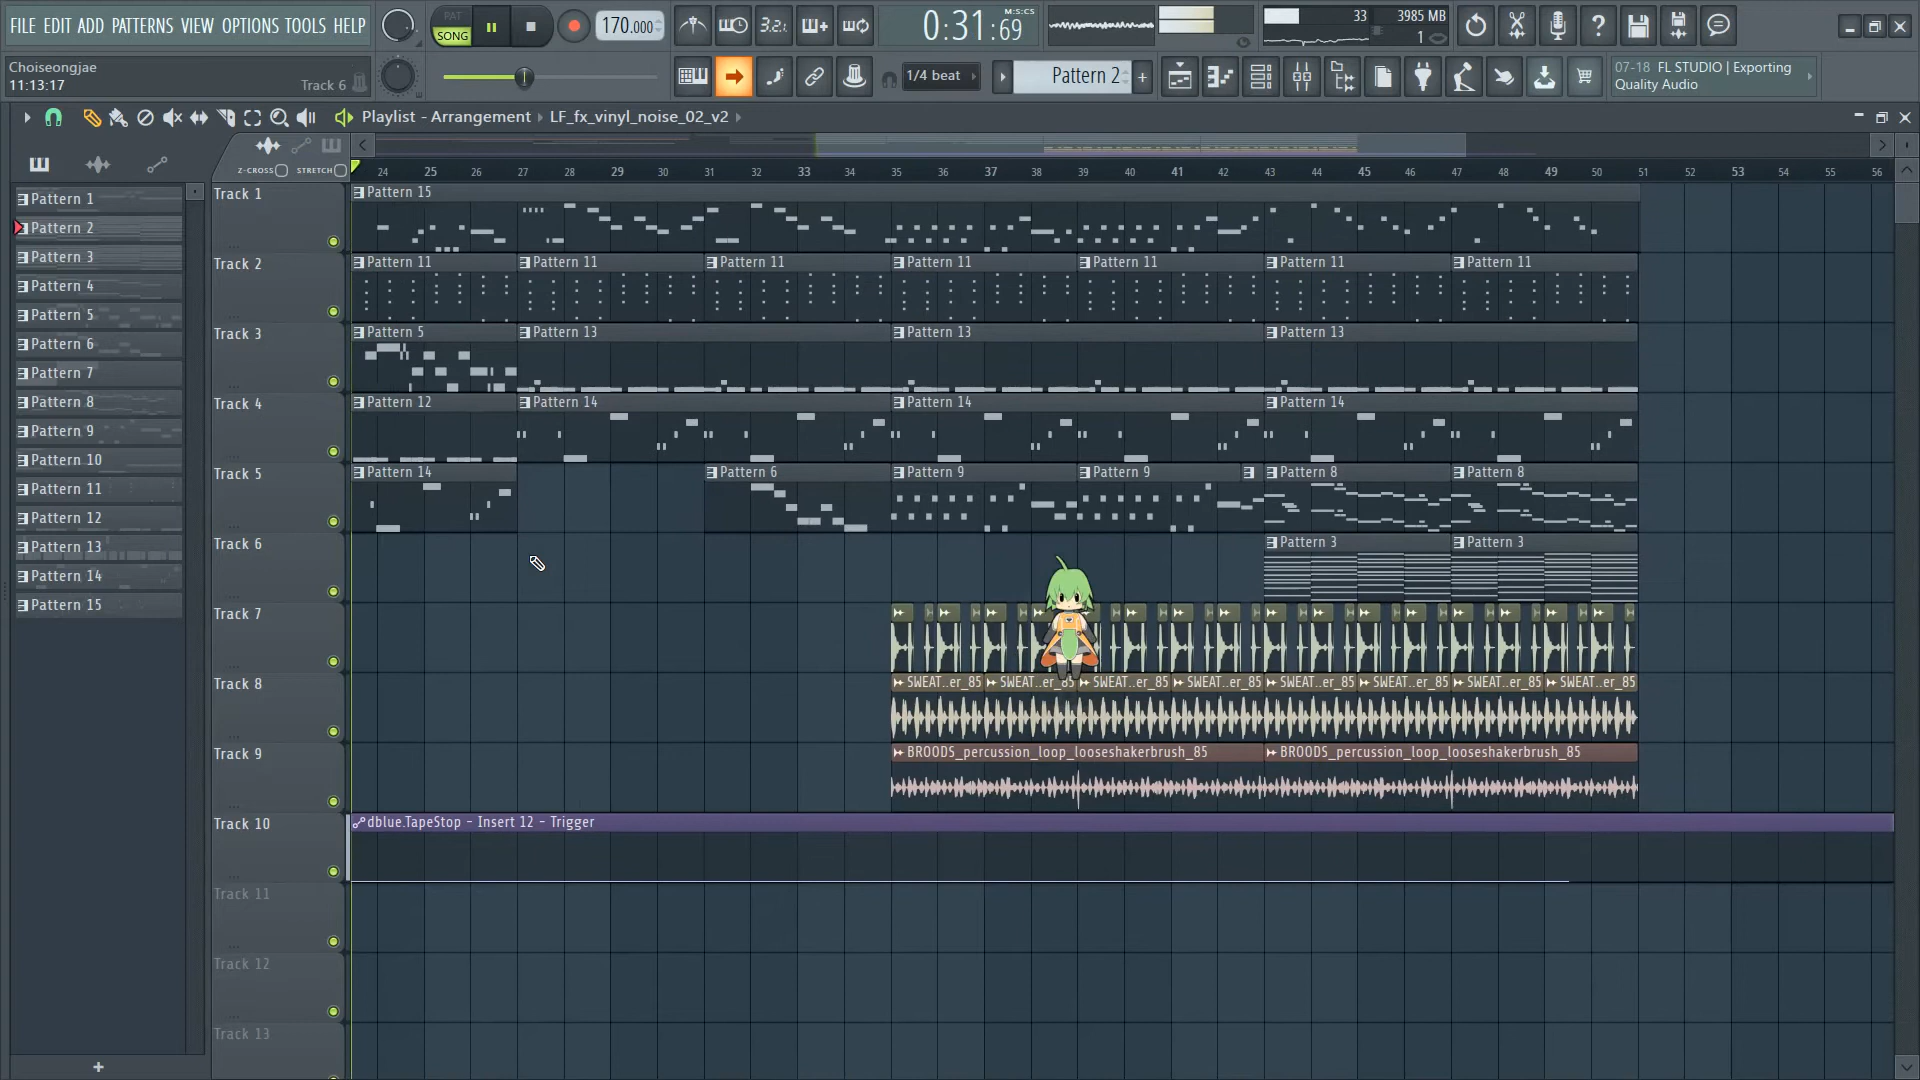 FILE EDIT ADD PATTERNS VIEW OPTIONS TOOLS HELP
PAT
SONG
170.000
3.2.
0:31:69
M:S:CS
33
3985 MB
1
Choiseongjae
11:13:17
Track 6
1/4 beat
Pattern 2
07-18 FL STUDIO | Exporting
Quality Audio
Playlist - Arrangement
LF_fx_vinyl_noise_02_v2
Z-CROSS
STRETCH
24 25 26 27 28 29 30 31 32 33 34 35 36 37 38 39 40 41 42 43 44 45 46 47 48 49 50 51 52 53 54 55 56
Pattern 1
Pattern 2
Pattern 3
Pattern 4
Pattern 5
Pattern 6
Pattern 7
Pattern 8
Pattern 9
Pattern 10
Pattern 11
Pattern 12
Pattern 13
Pattern 14
Pattern 15
Track 1
Pattern 15
Track 2
Pattern 11 Pattern 11 Pattern 11 Pattern 11 Pattern 11 Pattern 11 Pattern 11
Track 3
Pattern 5 Pattern 13 Pattern 13 Pattern 13
Track 4
Pattern 12 Pattern 14 Pattern 14 Pattern 14
Track 5
Pattern 14 Pattern 6 Pattern 9 Pattern 9 Pattern 8 Pattern 8
Track 6
Pattern 3 Pattern 3
Track 7
Track 8
SWEAT..er_85 SWEAT..er_85 SWEAT..er_85 SWEAT..er_85 SWEAT..er_85 SWEAT..er_85 SWEAT..er_85 SWEAT..er_85
Track 9
BROODS_percussion_loop_looseshakerbrush_85 BROODS_percussion_loop_looseshakerbrush_85
Track 10
dblue.TapeStop - Insert 12 - Trigger
Track 11
Track 12
Track 13